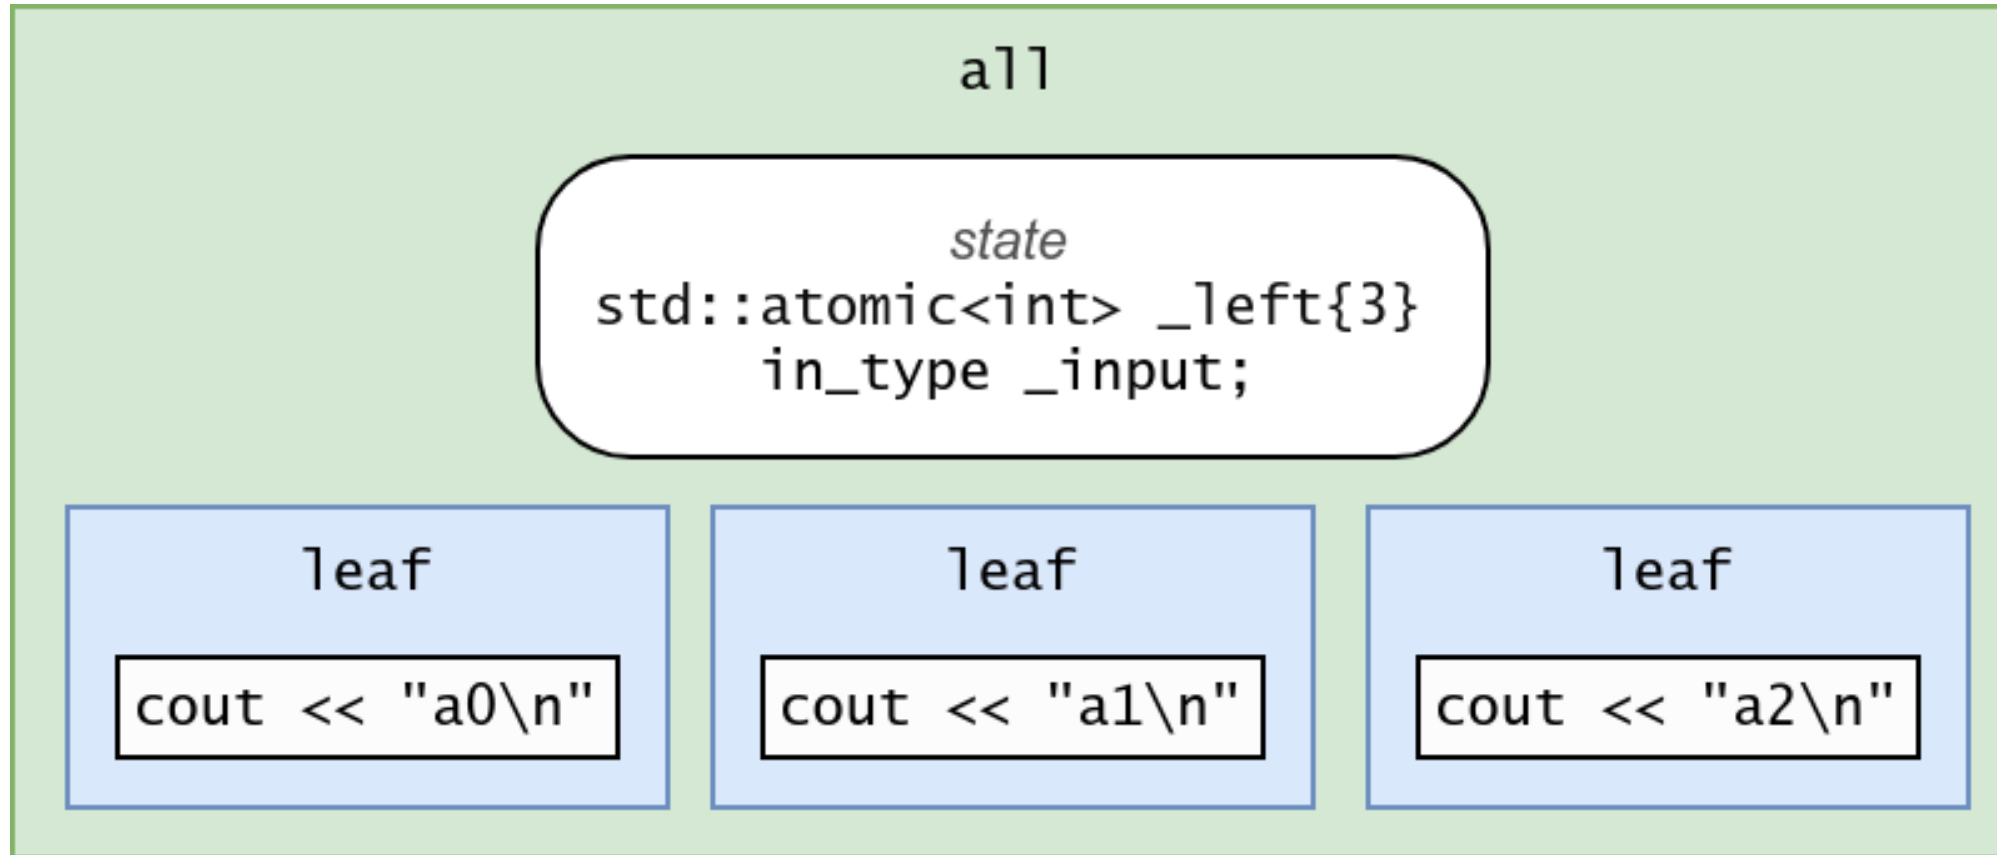 all
state
std::atomic<int> _left{3}
in_type _input;
leaf
cout << "a0\n"
leaf
cout << "a1\n"
leaf
cout << "a2\n"